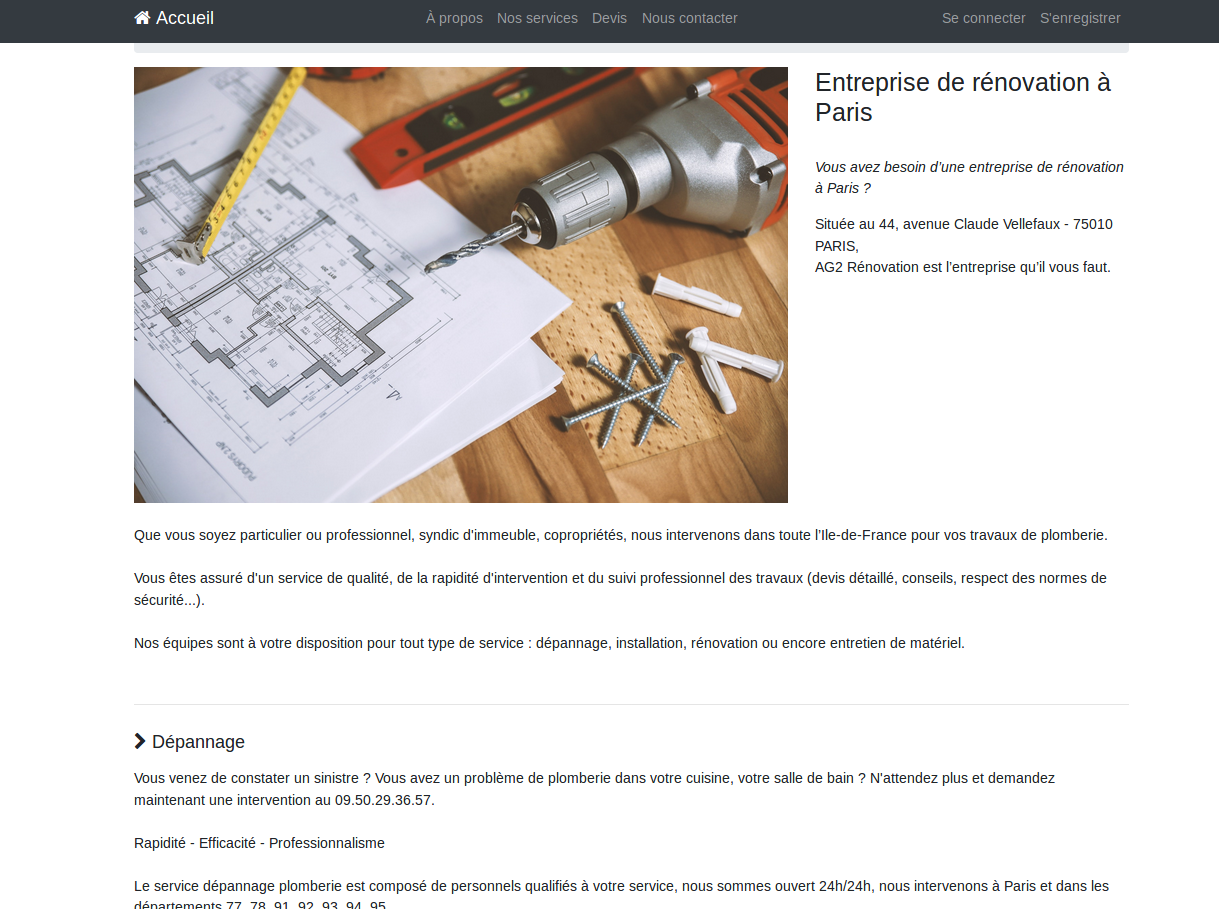 Accueil
À propos
Nos services
Devis
Nous contacter
Se connecter
S'enregistrer
Entreprise de rénovation à
Paris
Vous avez besoin d’une entreprise de rénovation
à Paris ?
Située au 44, avenue Claude Vellefaux - 75010
PARIS,
AG2 Rénovation est l’entreprise qu’il vous faut.
Que vous soyez particulier ou professionnel, syndic d'immeuble, copropriétés, nous intervenons dans toute l'Ile-de-France pour vos travaux de plomberie.
Vous êtes assuré d'un service de qualité, de la rapidité d'intervention et du suivi professionnel des travaux (devis détaillé, conseils, respect des normes de
sécurité...).
Nos équipes sont à votre disposition pour tout type de service : dépannage, installation, rénovation ou encore entretien de matériel.
Dépannage
Vous venez de constater un sinistre ? Vous avez un problème de plomberie dans votre cuisine, votre salle de bain ? N'attendez plus et demandez
maintenant une intervention au 09.50.29.36.57.
Rapidité - Efficacité - Professionnalisme
Le service dépannage plomberie est composé de personnels qualifiés à votre service, nous sommes ouvert 24h/24h, nous intervenons à Paris et dans les
départements 77, 78, 91, 92, 93, 94, 95